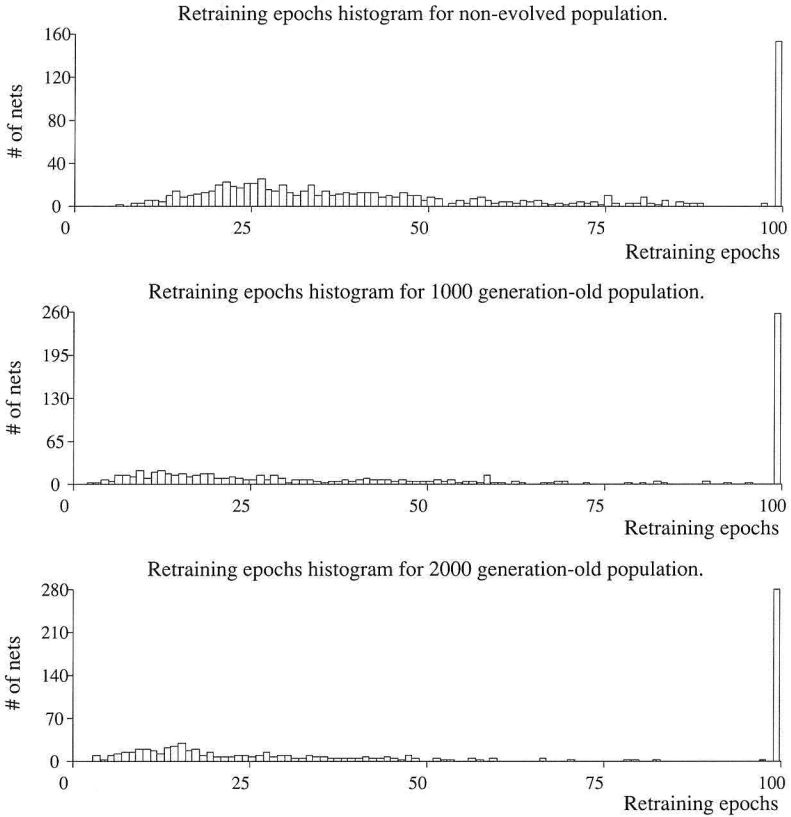 Retraining epochs histogram for non-evolved population.
160
120
80
40
0
# of nets
0 25 50 75 100
Retraining epochs
Retraining epochs histogram for 1000 generation-old population.
260
195
130
65
0
# of nets
0 25 50 75 100
Retraining epochs
Retraining epochs histogram for 2000 generation-old population.
280
210
140
70
0
# of nets
0 25 50 75 100
Retraining epochs